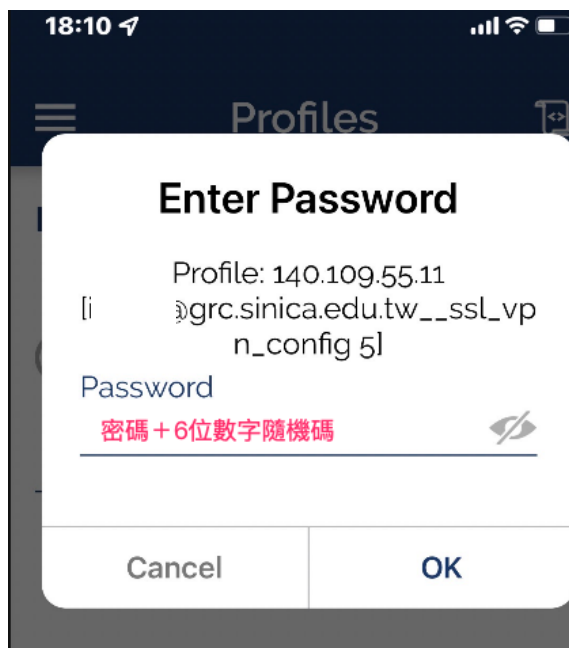 18:10
Profiles
Enter Password
Profile: 140.109.55.11
[i @grc.sinica.edu.tw__ssl_vp
n_config 5]
Password
密碼＋6位數字隨機碼
Cancel
OK